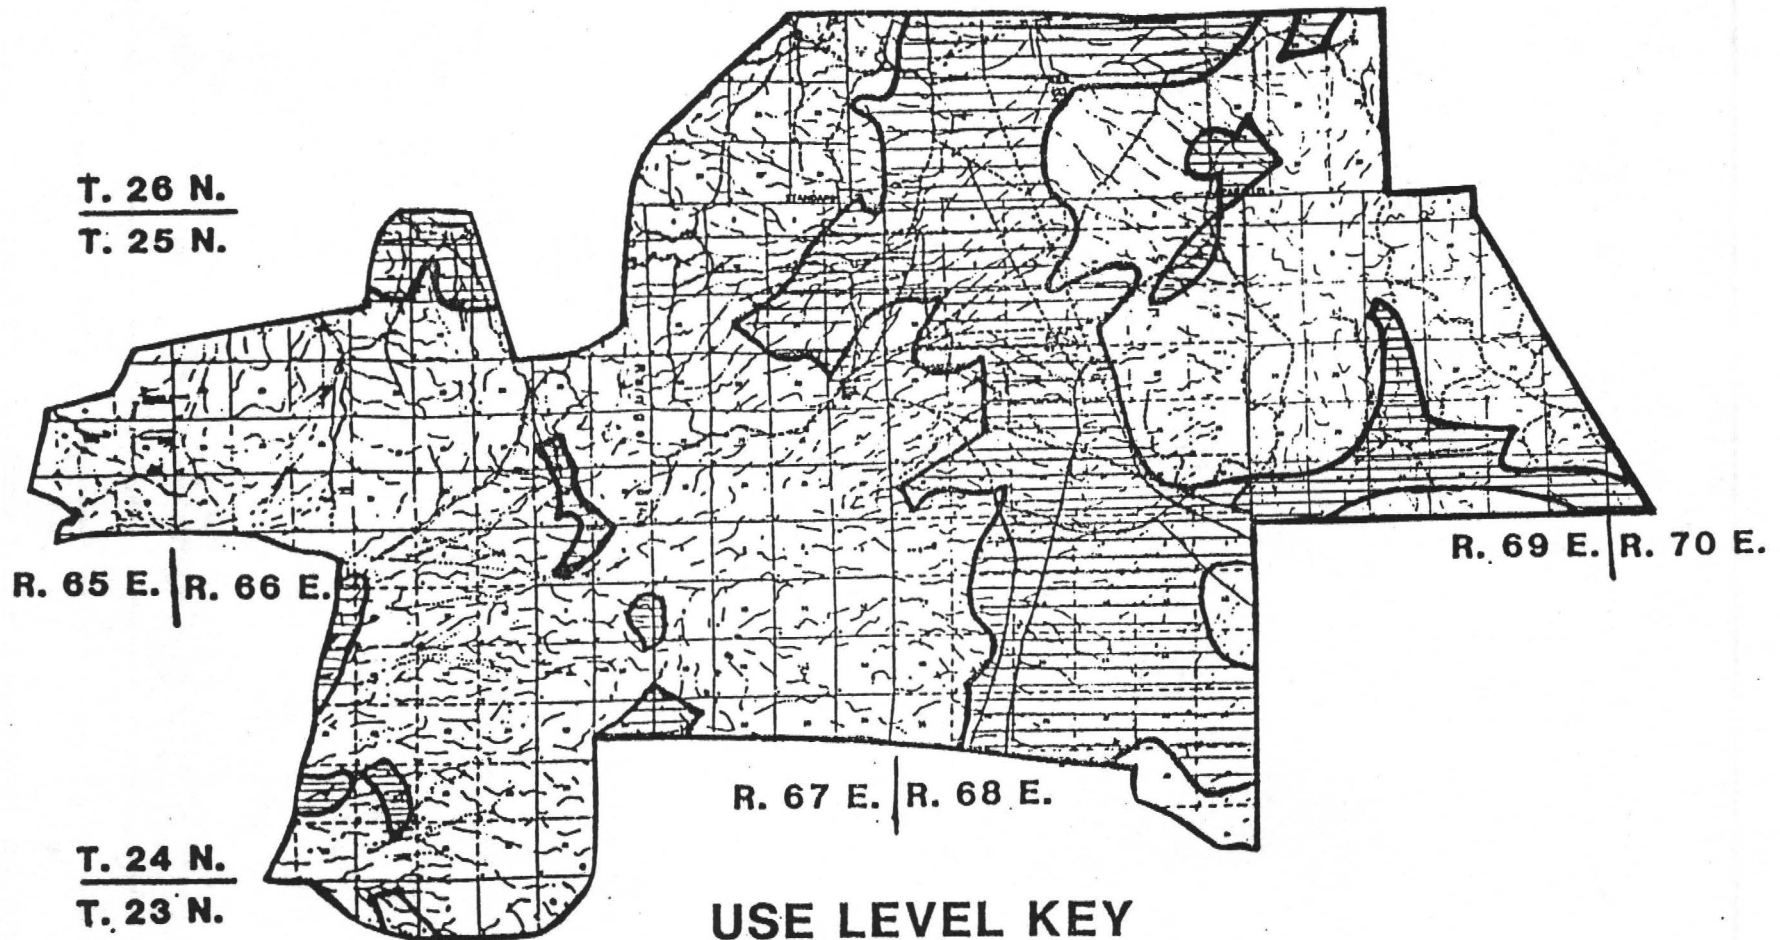 T. 26 N.
T. 25 N.
R. 65 E. R. 66 E.
R. 69 E. R. 70 E.
R. 67 E. R. 68 E.
T. 24 N.
T. 23 N.
USE LEVEL KEY